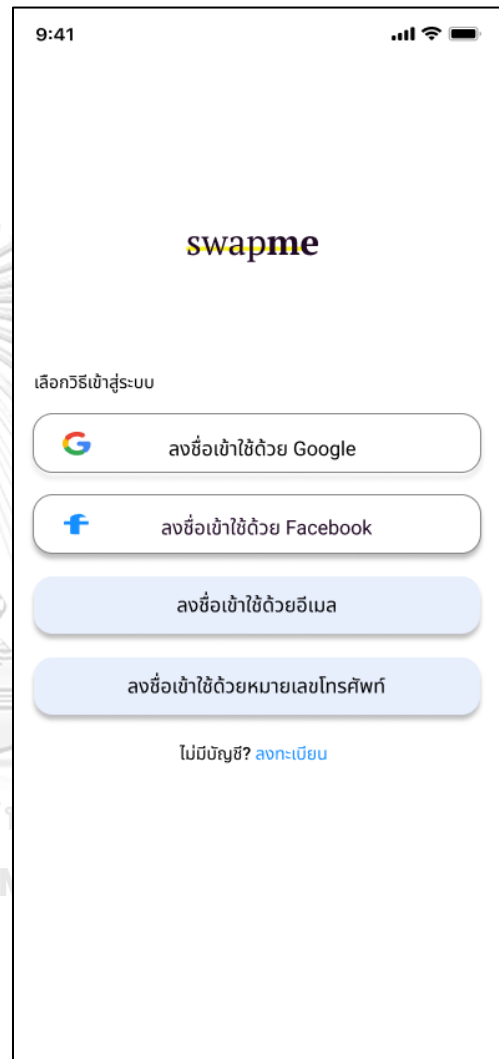 9:41
swapme
เลือกวิธีเข้าสู่ระบบ
ลงชื่อเข้าใช้ด้วย Google
ลงชื่อเข้าใช้ด้วย Facebook
ลงชื่อเข้าใช้ด้วยอีเมล
ลงชื่อเข้าใช้ด้วยหมายเลขโทรศัพท์
ไม่มีบัญชี? ลงทะเบียน